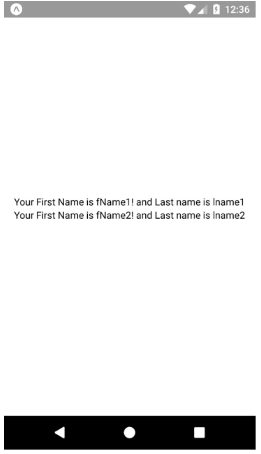 12:36
Your First Name is fName1! and Last name is lname1
Your First Name is fName2! and Last name is lname2